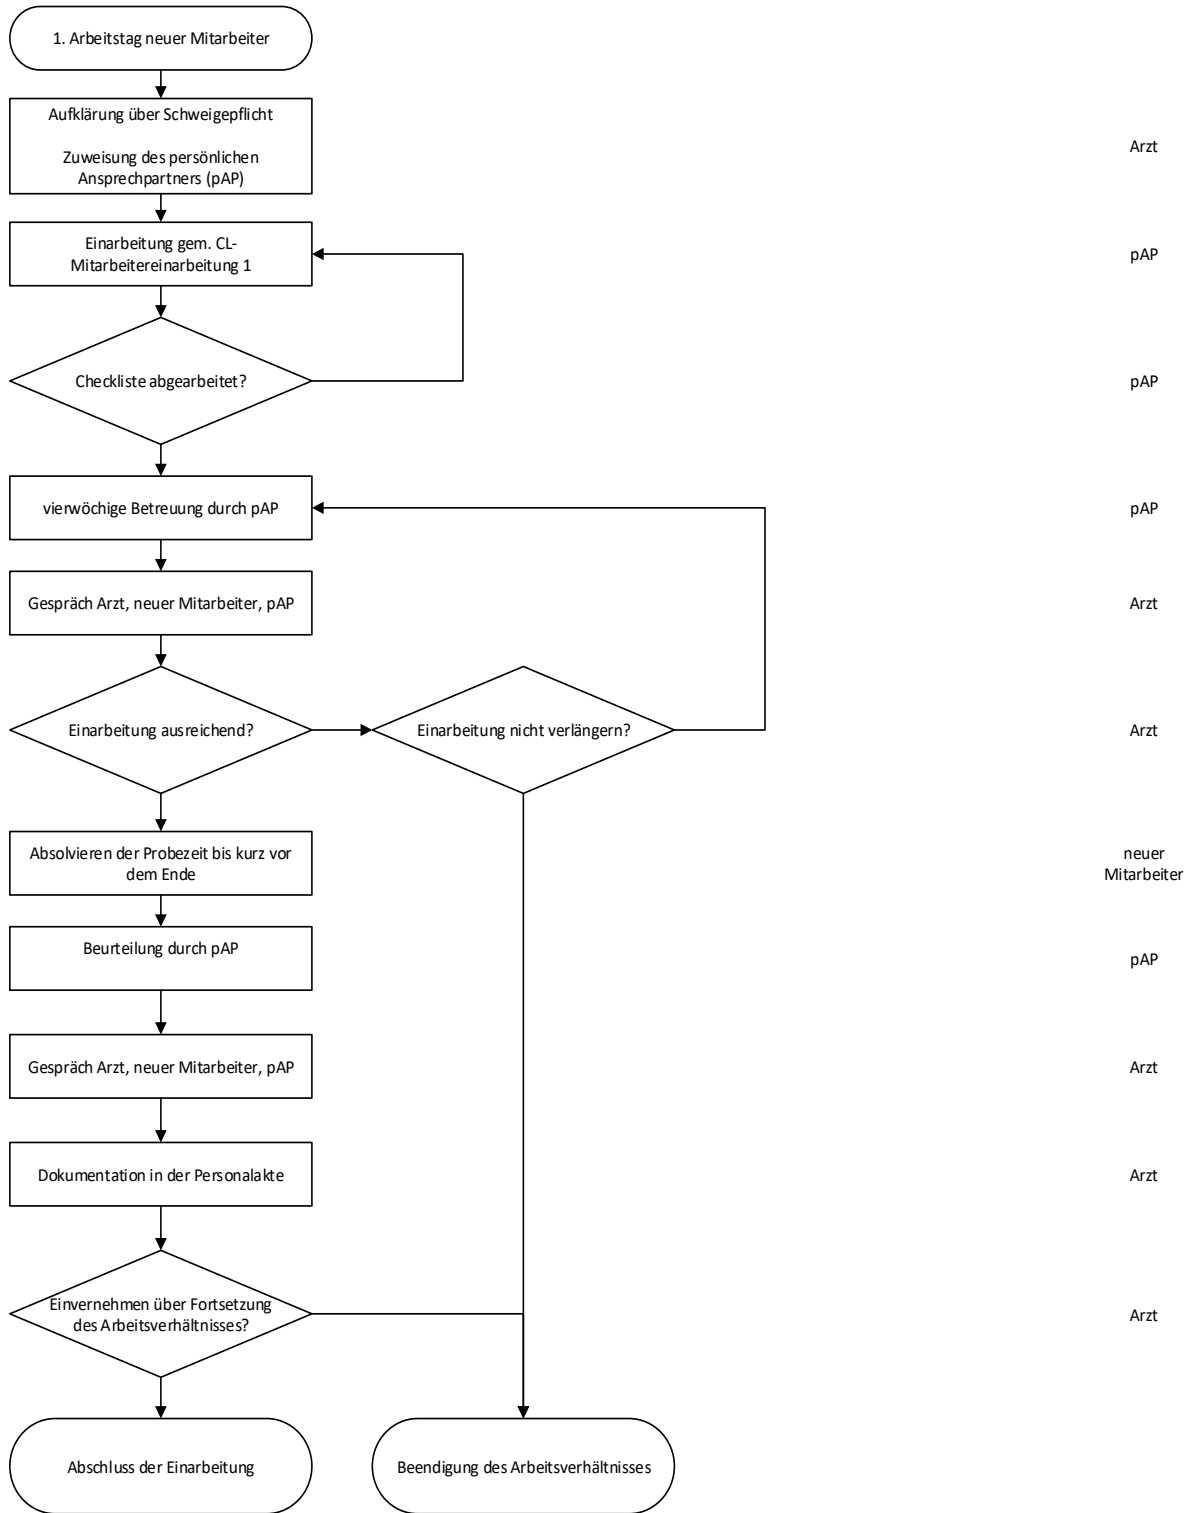 1. Arbeitstag neuer Mitarbeiter
Aufklärung über Schweigepflicht
Zuweisung des persönlichen
Ansprechpartners (pAP)
Arzt
Einarbeitung gem. CL-
Mitarbeitereinarbeitung 1
pAP
Checkliste abgearbeitet?
pAP
vierwöchige Betreuung durch pAP
pAP
Gespräch Arzt, neuer Mitarbeiter, pAP
Arzt
Einarbeitung ausreichend?
Einarbeitung nicht verlängern?
Arzt
Absolvieren der Probezeit bis kurz vor
dem Ende
neuer
Mitarbeiter
Beurteilung durch pAP
pAP
Gespräch Arzt, neuer Mitarbeiter, pAP
Arzt
Dokumentation in der Personalakte
Arzt
Einvernehmen über Fortsetzung
des Arbeitsverhältnisses?
Arzt
Abschluss der Einarbeitung
Beendigung des Arbeitsverhältnisses